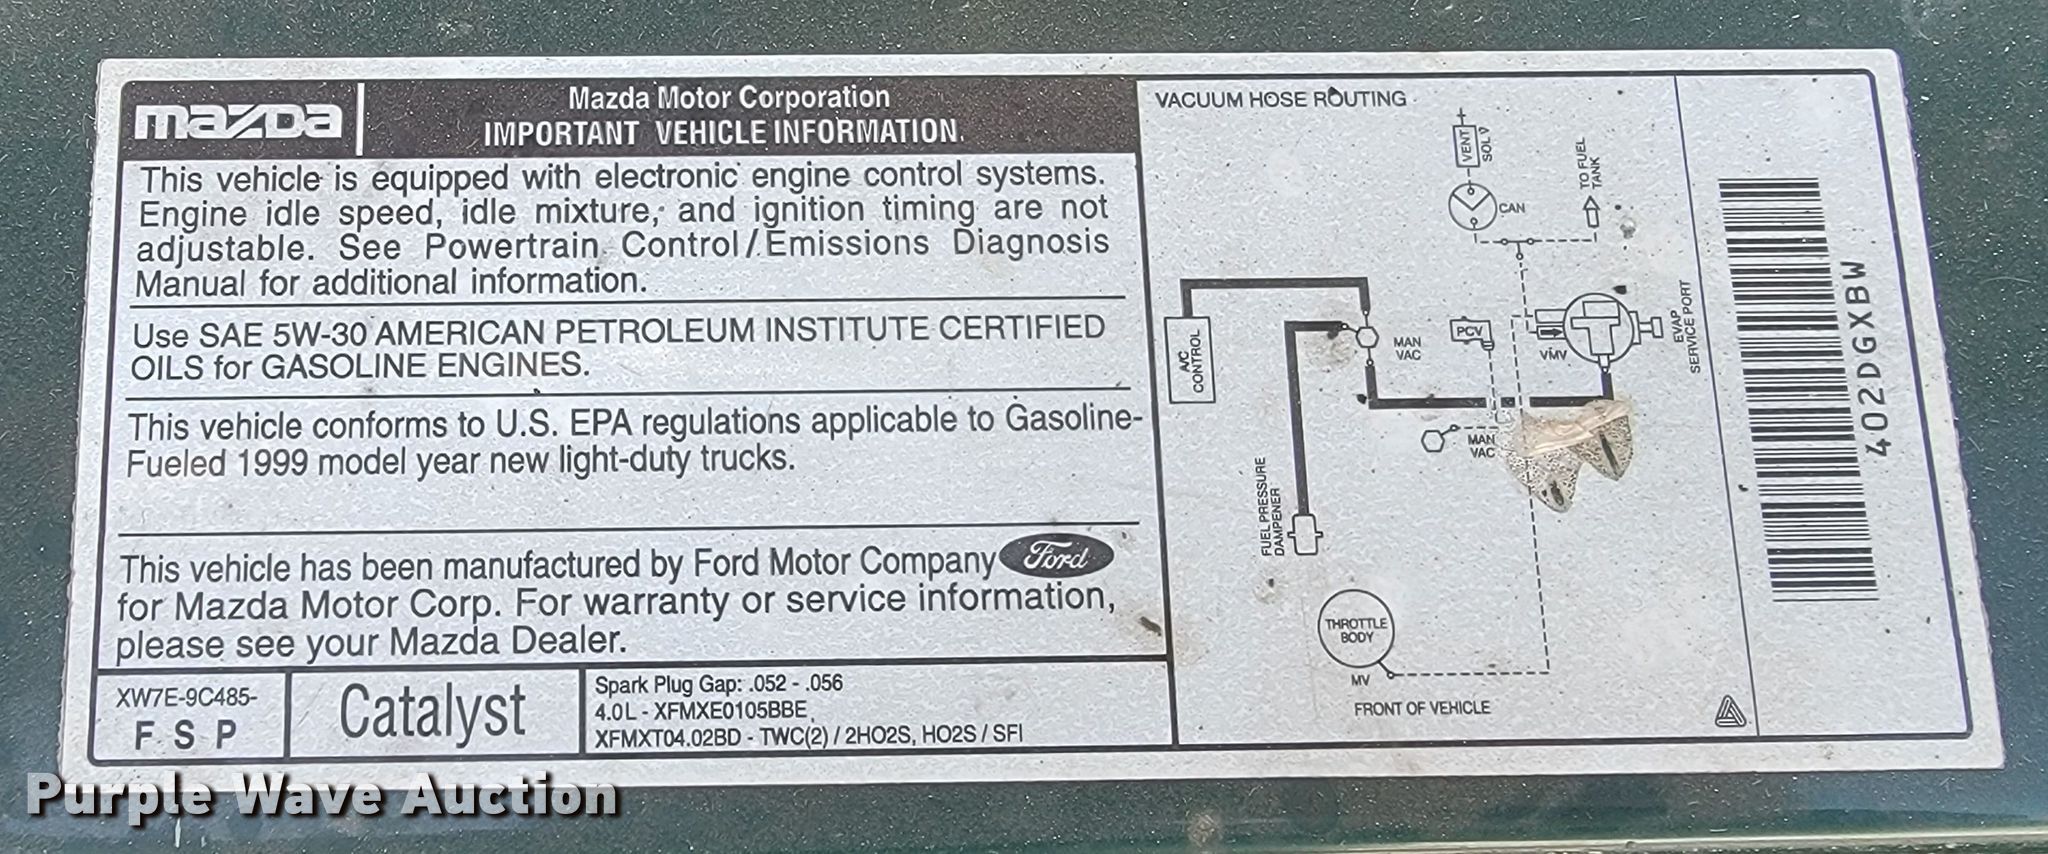 mazda
Mazda Motor Corporation
IMPORTANT VEHICLE INFORMATION.
This vehicle is equipped with electronic engine control systems.
Engine idle speed, idle mixture, and ignition timing are not
adjustable. See Powertrain Control/Emissions Diagnosis
Manual for additional information.
Use SAE 5W-30 AMERICAN PETROLEUM INSTITUTE CERTIFIED
OILS for GASOLINE ENGINES.
This vehicle conforms to U.S. EPA regulations applicable to Gasoline-
Fueled 1999 model year new light-duty trucks.
This vehicle has been manufactured by Ford Motor Company Ford
for Mazda Motor Corp. For warranty or service information,
please see your Mazda Dealer.
XW7E-9C485-
F S P
Catalyst
Spark Plug Gap: .052 - .056
4.0L - XFMXE0105BBE
XFMXT04.02BD - TWC(2) / 2HO2S, HO2S / SFI
VACUUM HOSE ROUTING
VENT
SOLV
TO FUEL
TANK
CAN
A/C
CONTROL
MAN
VAC
PCV
VMV
EVAP
SERVICE PORT
MAN
VAC
FUEL PRESSURE
DAMPENER
THROTTLE
BODY
MV
FRONT OF VEHICLE
402DGXBW
Purple Wave Auction